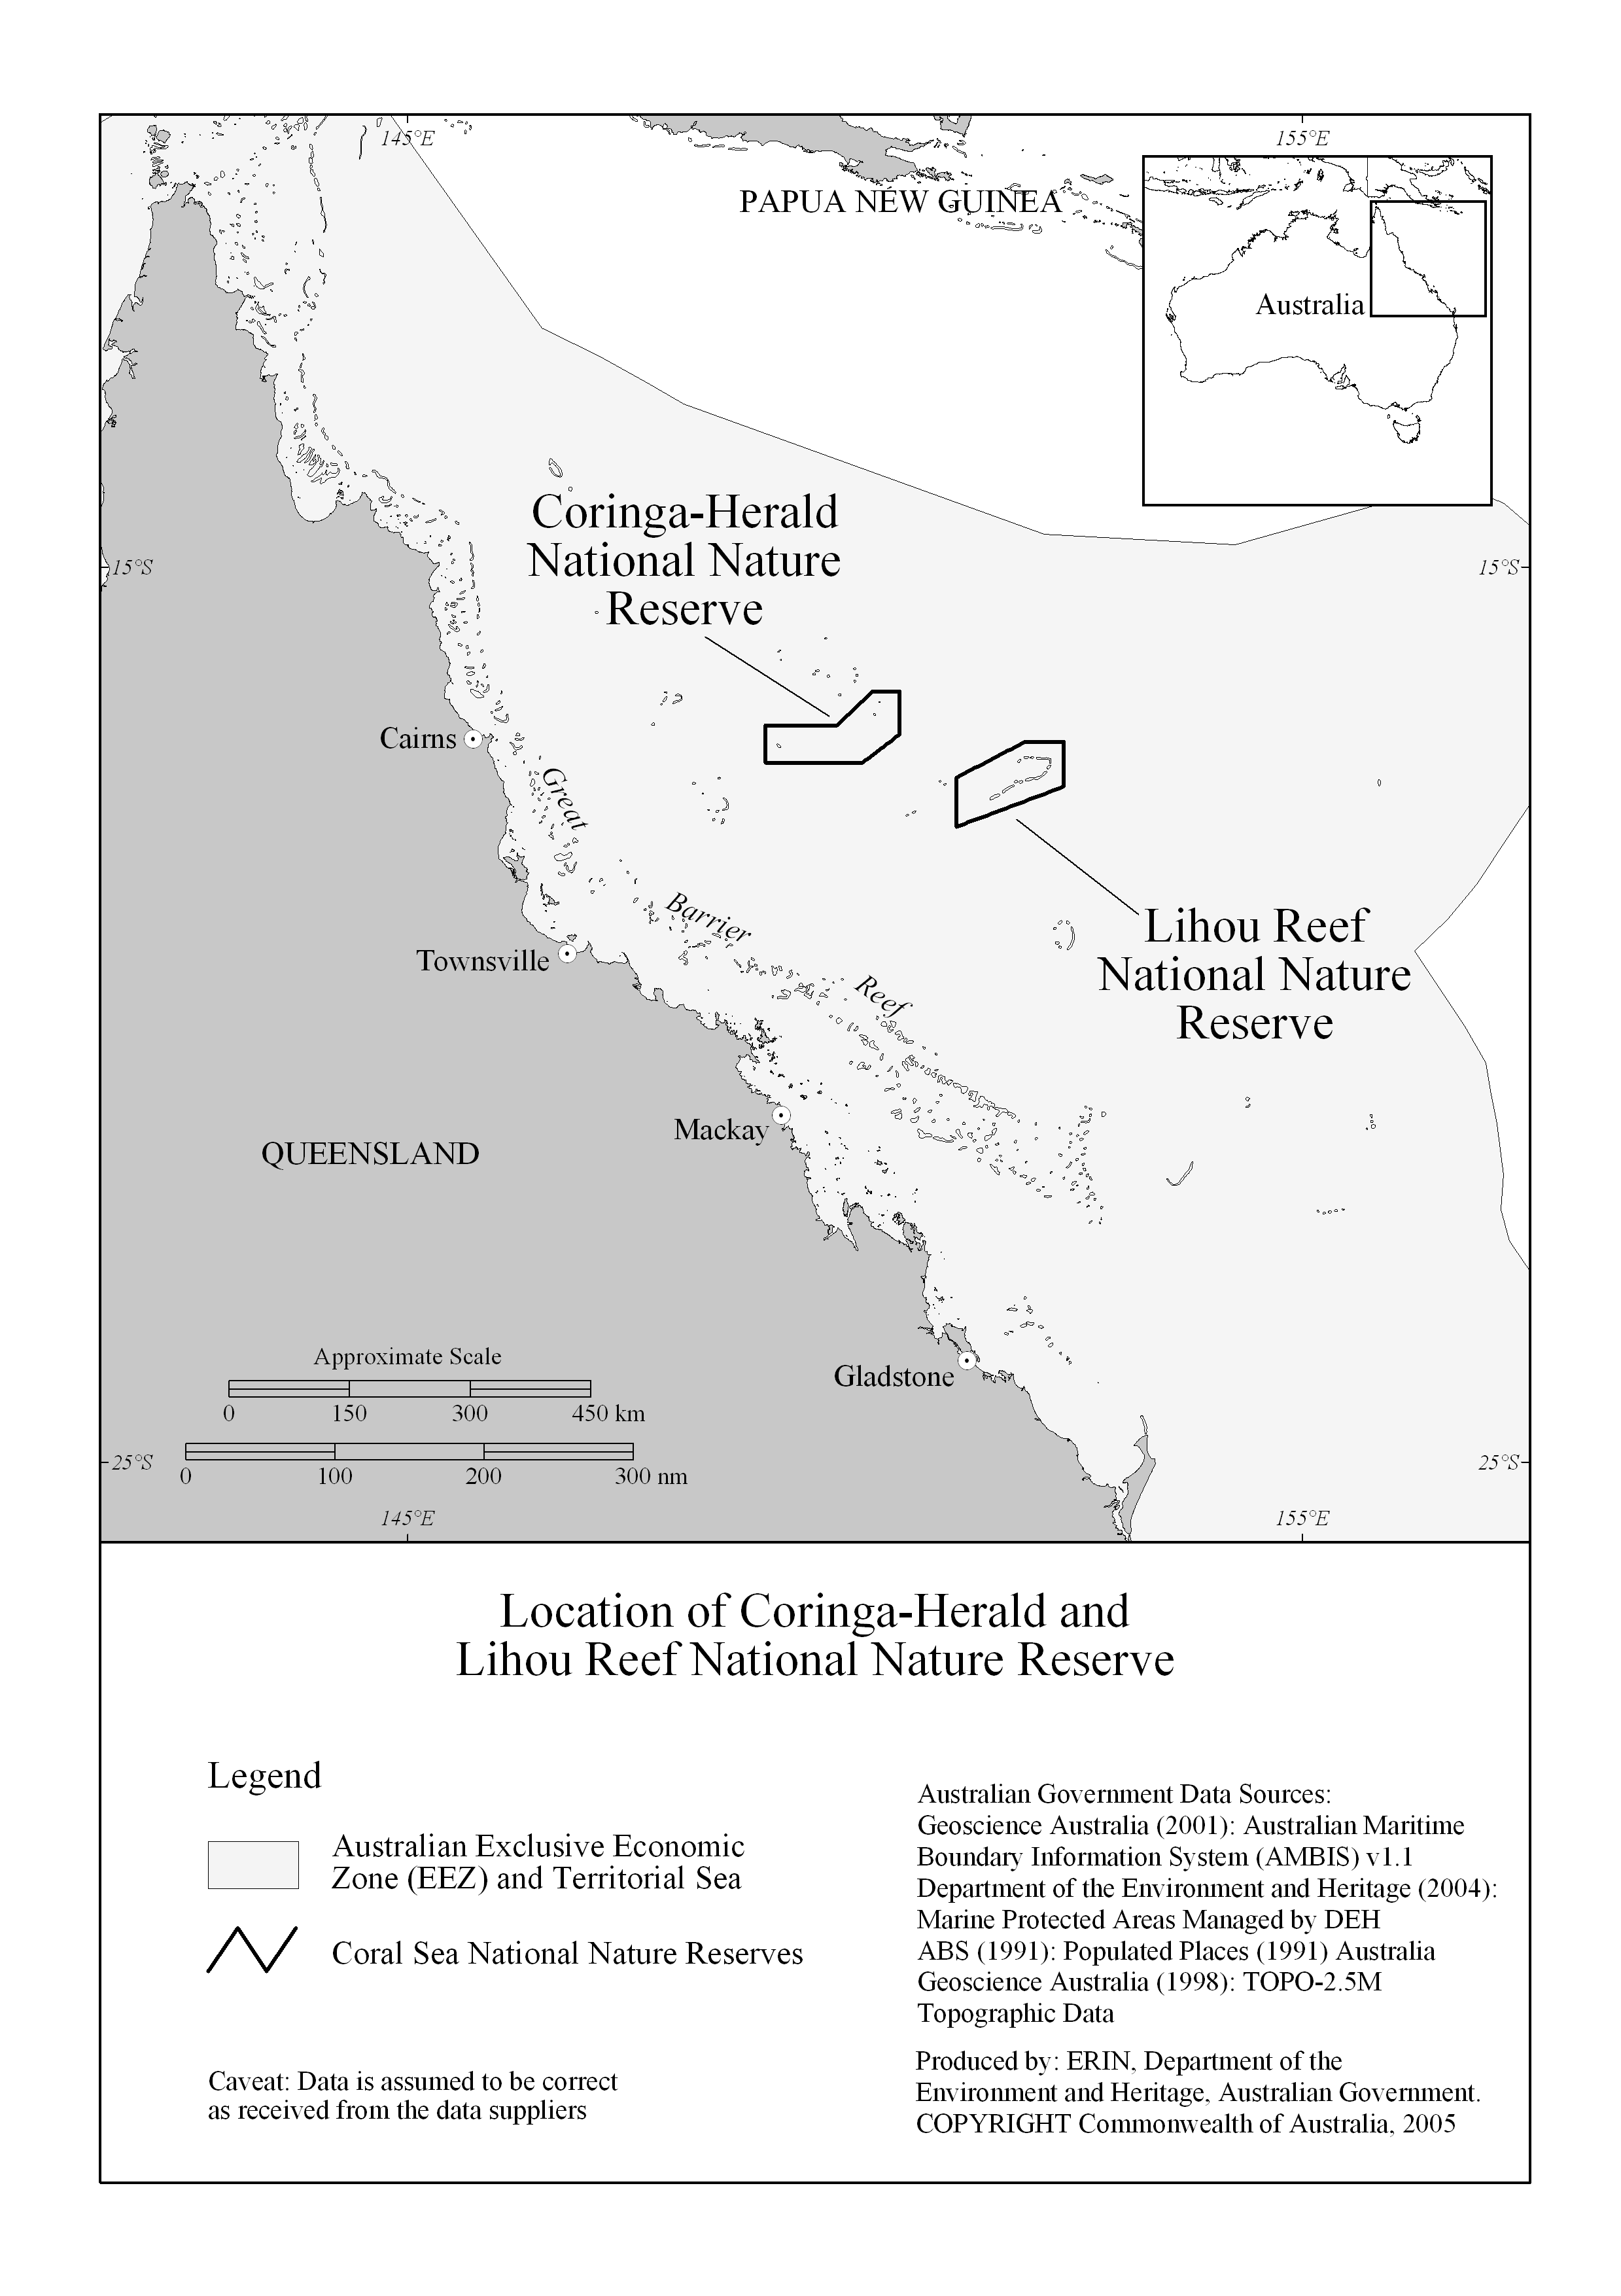 145°E
155°E
PAPUA NEW GUINEA
Australia
Coringa-Herald
National Nature
Reserve
15°S
15°S
Cairns
Great
Barrier
Reef
Lihou Reef
National Nature
Reserve
Townsville
Mackay
QUEENSLAND
Gladstone
Approximate Scale
0 150 300 450 km
0 100 200 300 nm
25°S
25°S
145°E
155°E
Location of Coringa-Herald and
Lihou Reef National Nature Reserve
Legend
Australian Exclusive Economic
Zone (EEZ) and Territorial Sea
Coral Sea National Nature Reserves
Caveat: Data is assumed to be correct
as received from the data suppliers
Australian Government Data Sources:
Geoscience Australia (2001): Australian Maritime
Boundary Information System (AMBIS) v1.1
Department of the Environment and Heritage (2004):
Marine Protected Areas Managed by DEH
ABS (1991): Populated Places (1991) Australia
Geoscience Australia (1998): TOPO-2.5M
Topographic Data
Produced by: ERIN, Department of the
Environment and Heritage, Australian Government.
COPYRIGHT Commonwealth of Australia, 2005